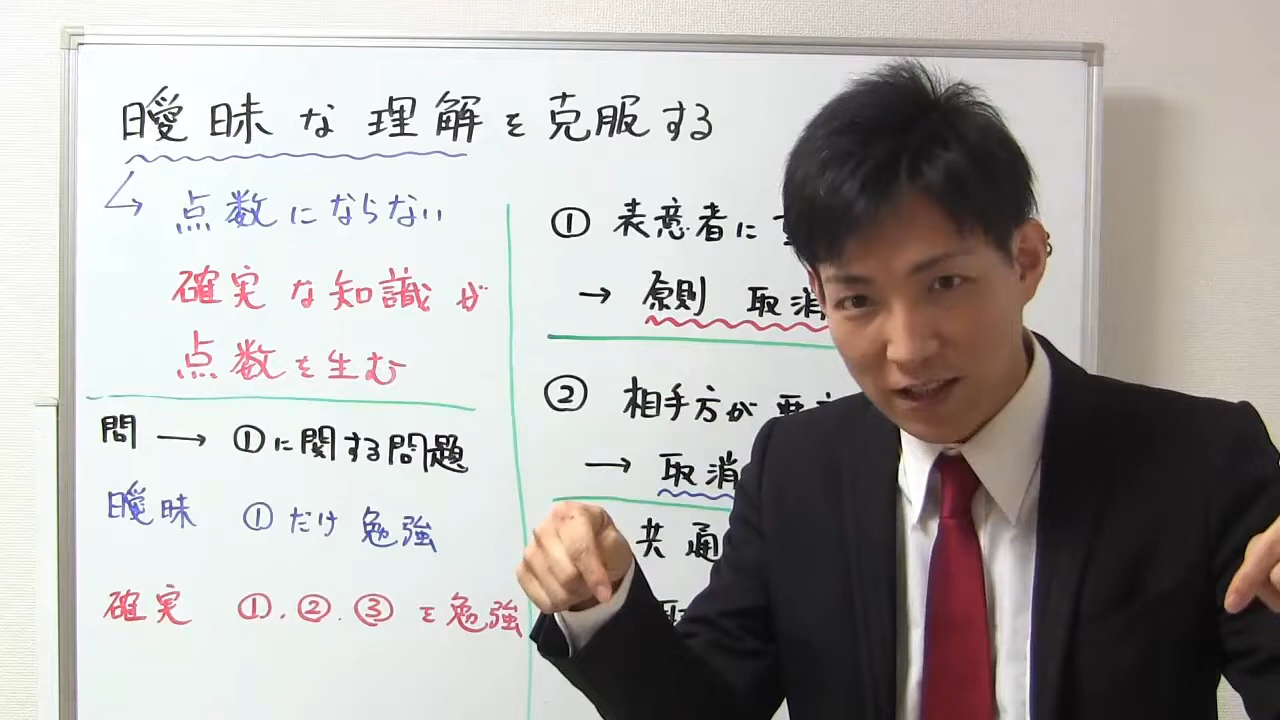 曖昧な理解を克服する
点数にならない
確実な知識が
点数を生む
問 → ①に関する問題
曖昧 ①だけ勉強
確実 ①.②.③を勉強
① 表意者に
→ 原則 取消
② 相手方が 悪意
→ 取消
共通